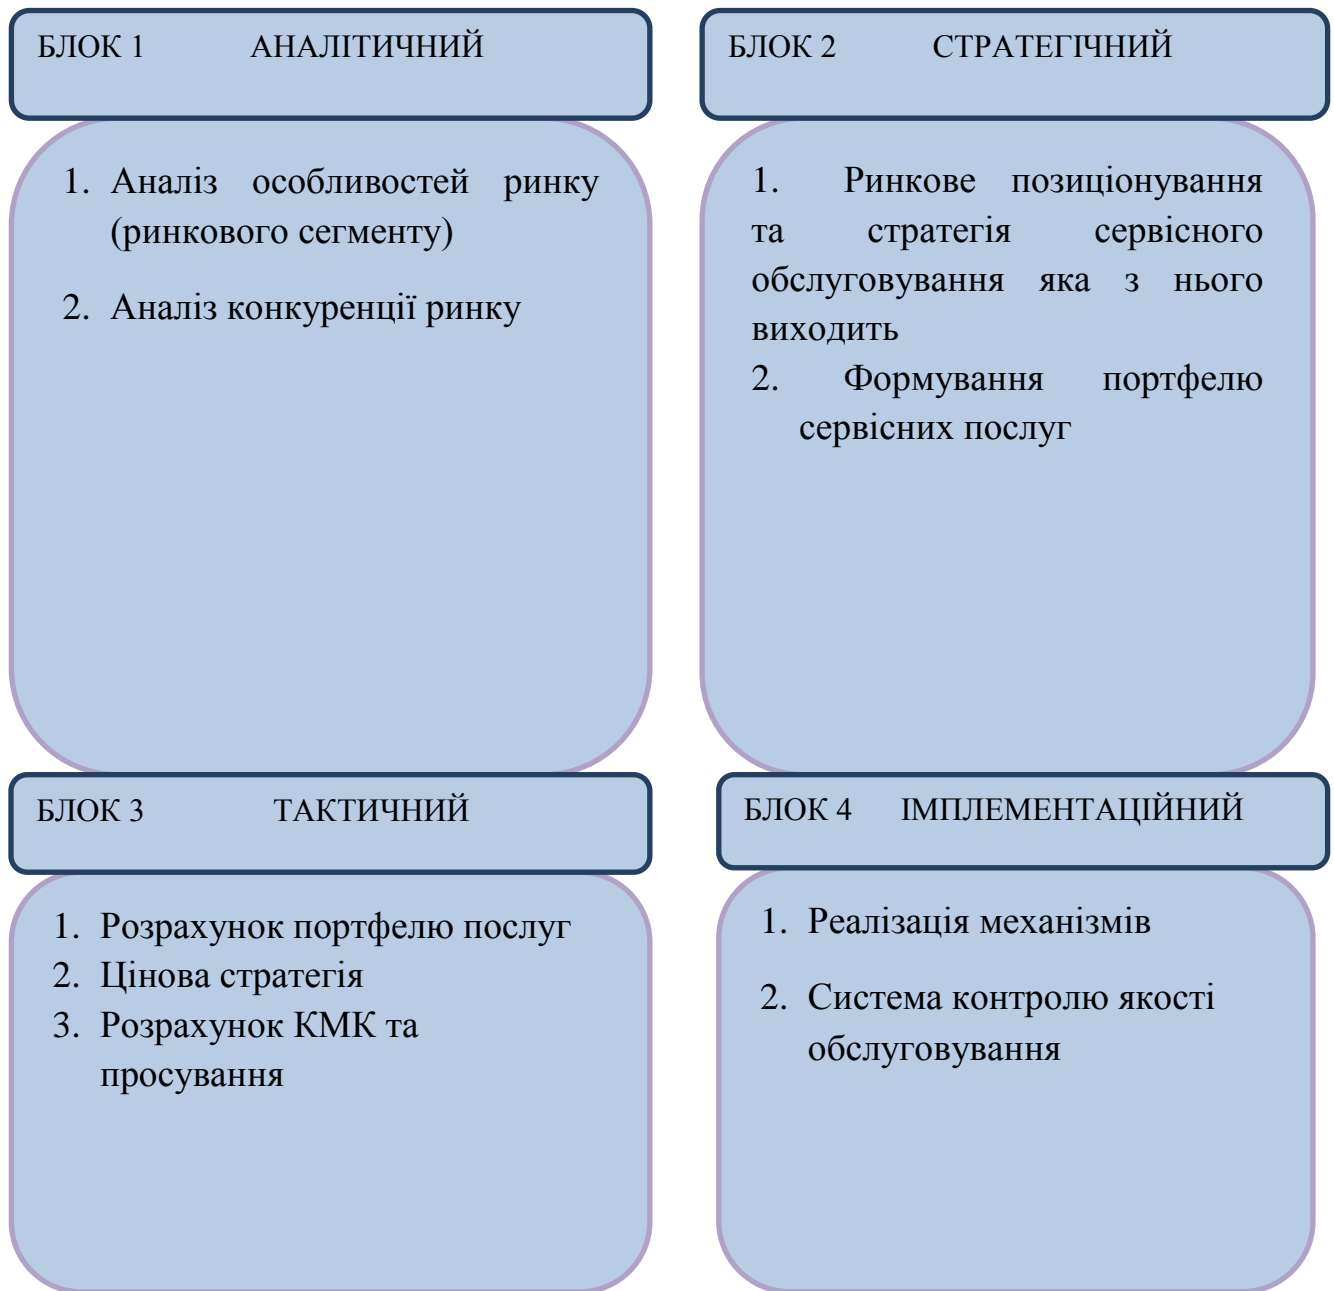 БЛОК 1 АНАЛІТИЧНИЙ
1. Аналіз особливостей ринку
(ринкового сегменту)
2. Аналіз конкуренції ринку
БЛОК 2 СТРАТЕГІЧНИЙ
1. Ринкове позиціонування
та стратегія сервісного
обслуговування яка з нього
виходить
2. Формування портфелю
сервісних послуг
БЛОК 3 ТАКТИЧНИЙ
1. Розрахунок портфелю послуг
2. Цінова стратегія
3. Розрахунок КМК та
просування
БЛОК 4 ІМПЛЕМЕНТАЦІЙНИЙ
1. Реалізація механізмів
2. Система контролю якості
обслуговування